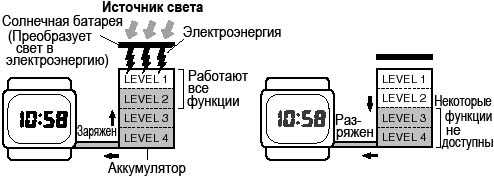 Источник света
Солнечная батарея
(Преобразует
свет в
электроэнергию)
Электроэнергия
LEVEL 1
LEVEL 2
LEVEL 3
LEVEL 4
Работают
все
функции
10:58
Заряжен
Аккумулятор
LEVEL 1
LEVEL 2
LEVEL 3
LEVEL 4
Некоторые
функции
не
доступны
10:58
Раз-
ряжен